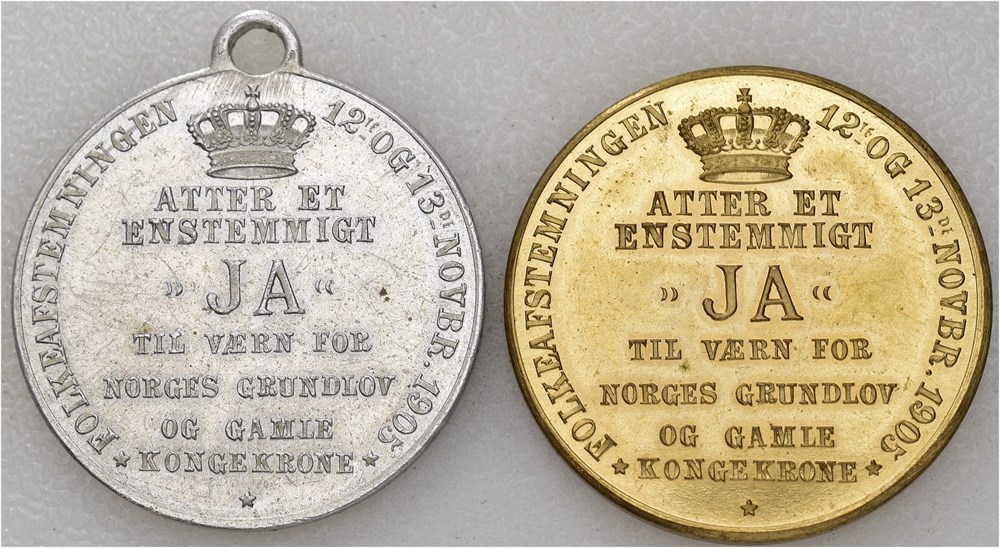 FOLKEAFSTEMNINGEN 12te OG 13DE NOVBR. 1905
ATTER ET
ENSTEMMIGT
» JA «
TIL VÆRN FOR
NORGES GRUNDLOV
OG GAMLE
★ KONGEKRONE ★
★
FOLKEAFSTEMNINGEN 12te OG 13DE NOVBR. 1905
ATTER ET
ENSTEMMIGT
» JA «
TIL VÆRN FOR
NORGES GRUNDLOV
OG GAMLE
★ KONGEKRONE ★
★